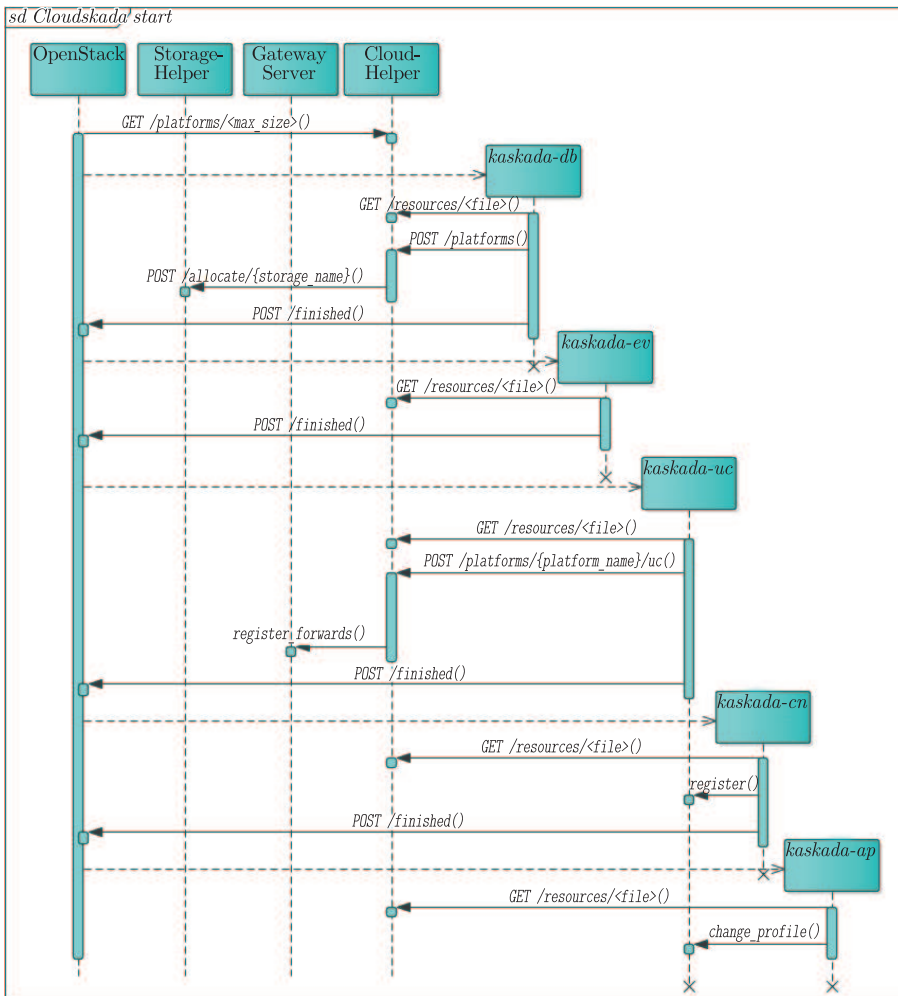 sd Cloudskada start
OpenStack
Storage-
Helper
Gateway
Server
Cloud-
Helper
GET /platforms/<max_size>()
kaskada-db
GET /resources/<file>()
POST /platforms()
POST /allocate/{storage_name}()
POST /finished()
kaskada-ev
GET /resources/<file>()
POST /finished()
kaskada-uc
GET /resources/<file>()
POST /platforms/{platform_name}/uc()
register_forwards()
POST /finished()
kaskada-cn
GET /resources/<file>()
register()
POST /finished()
kaskada-ap
GET /resources/<file>()
change_profile()